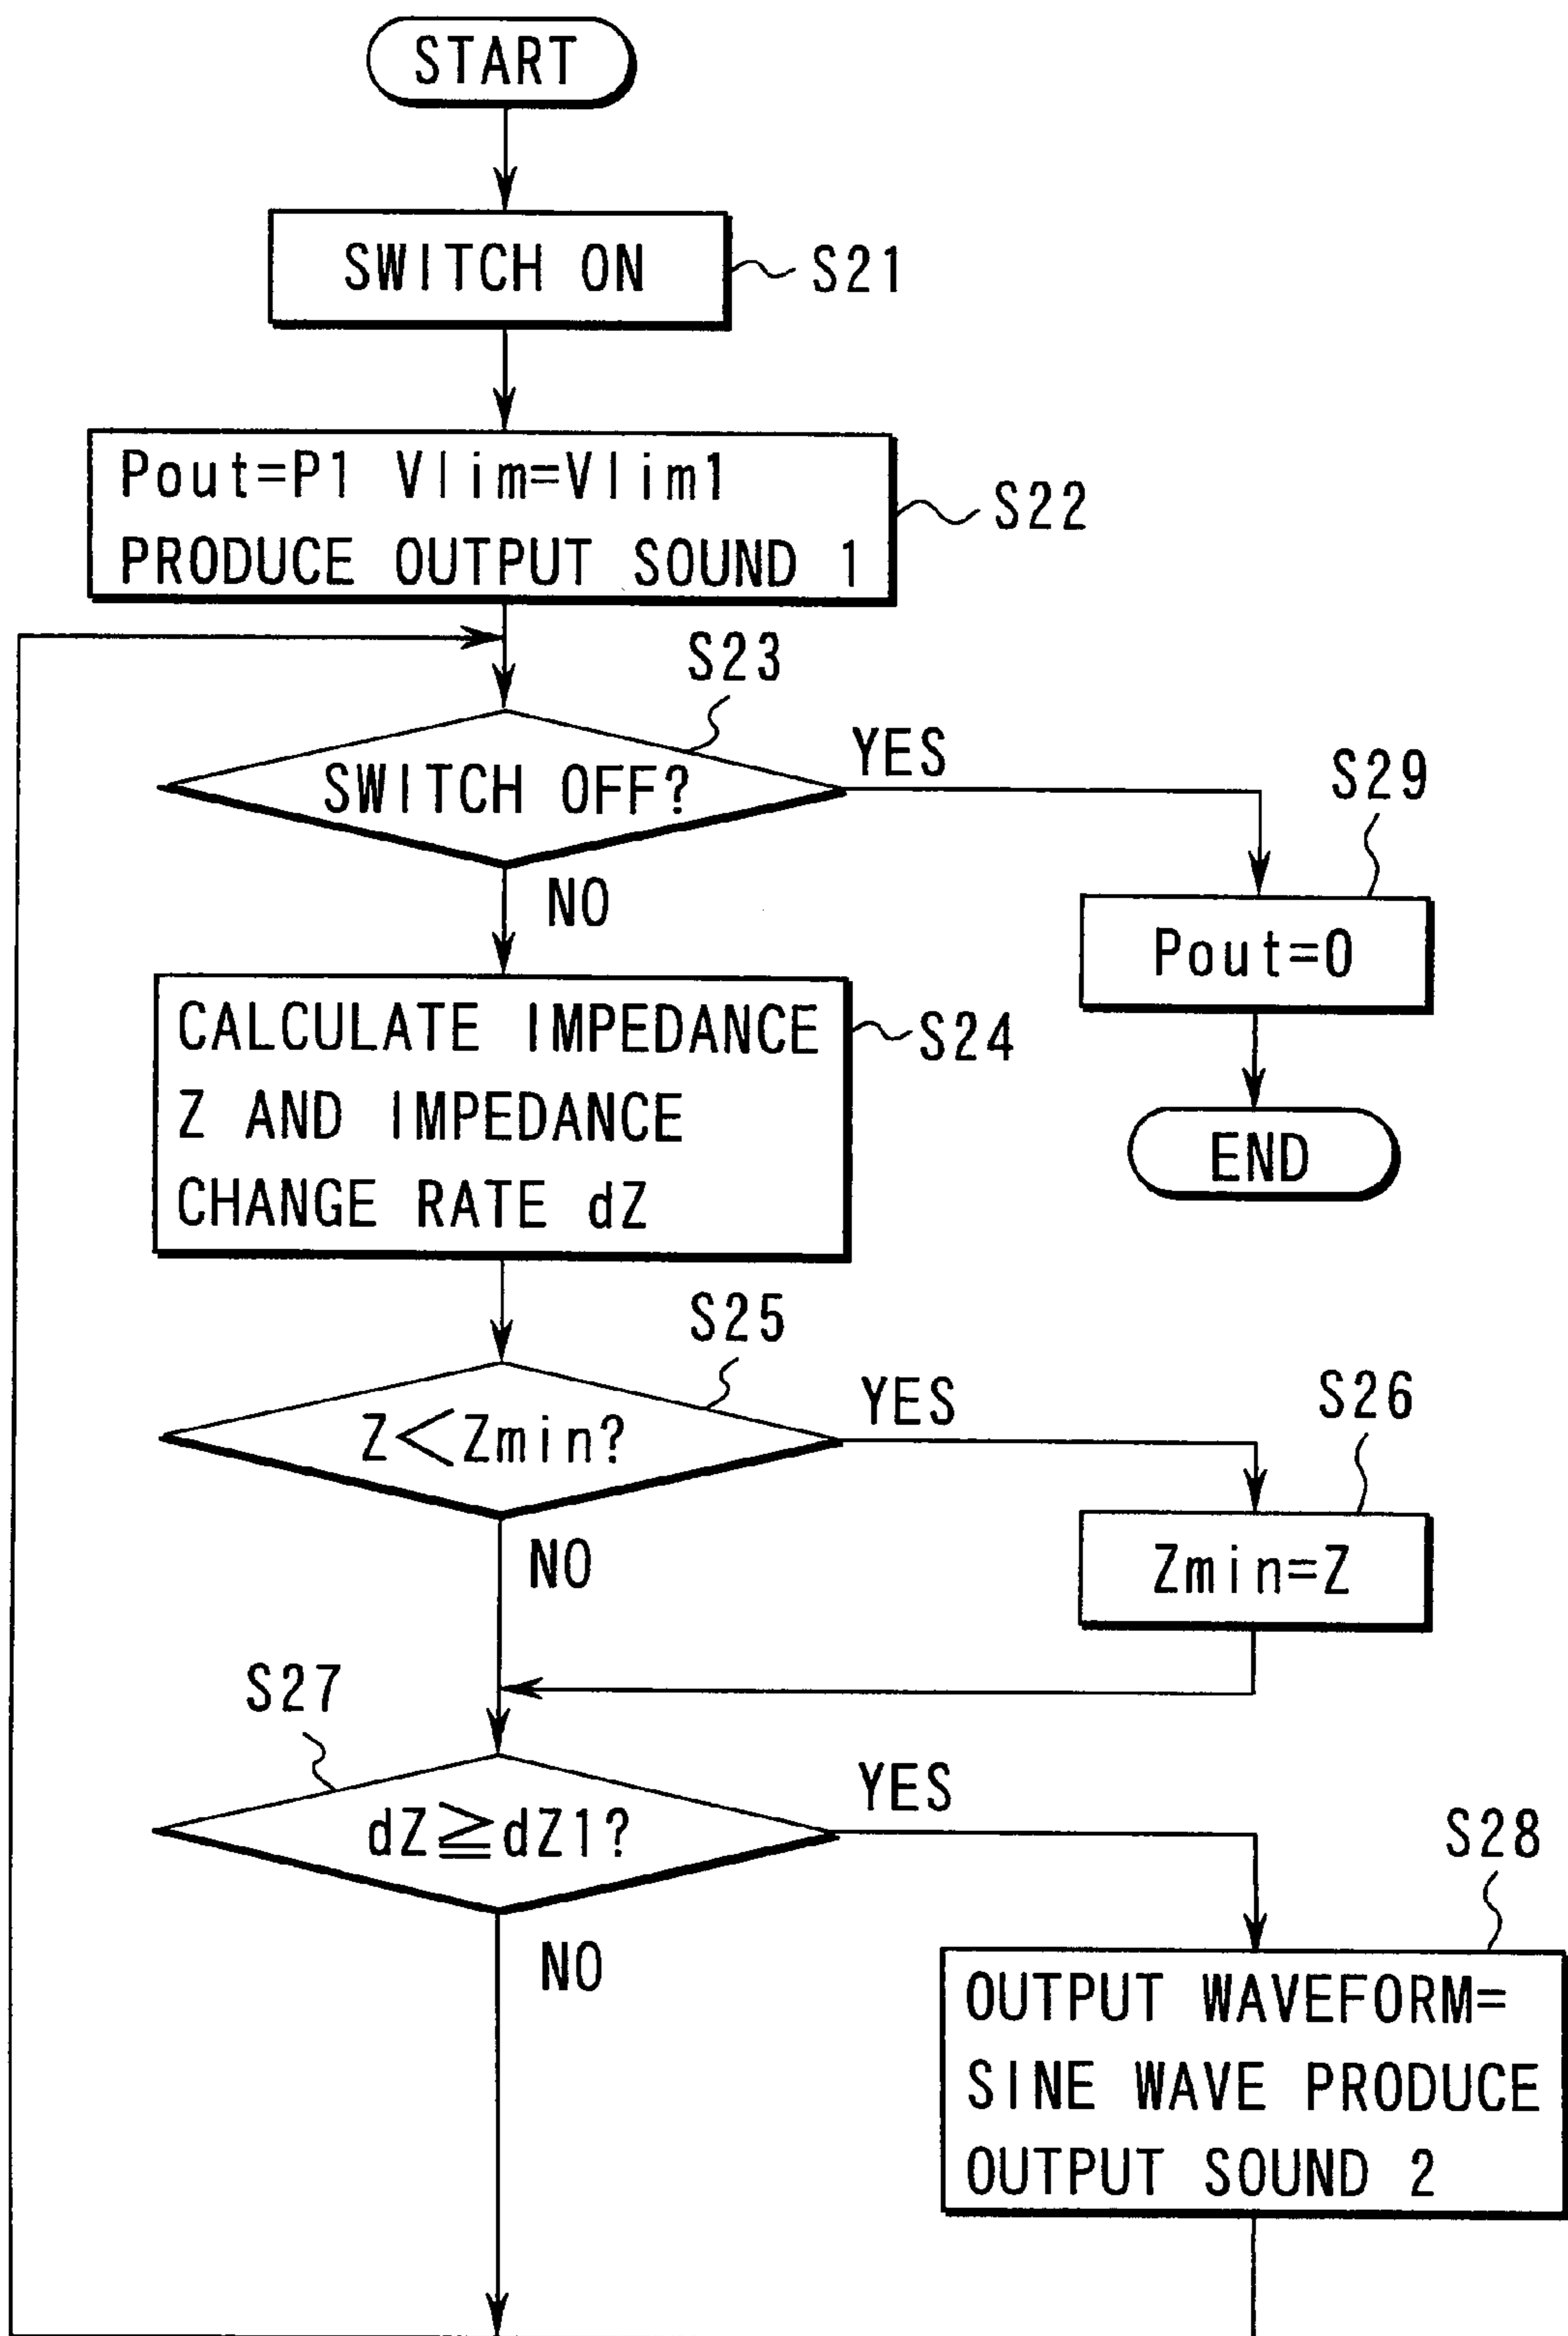 START
SWITCH ON
S21
Pout=P1 Vlim=Vlim1
PRODUCE OUTPUT SOUND 1
S22
S23
SWITCH OFF?
YES
NO
S29
Pout=0
END
CALCULATE IMPEDANCE
Z AND IMPEDANCE
CHANGE RATE dZ
S24
S25
Z<Zmin?
YES
NO
S26
Zmin=Z
S27
dZ≧dZ1?
YES
NO
S28
OUTPUT WAVEFORM=
SINE WAVE PRODUCE
OUTPUT SOUND 2